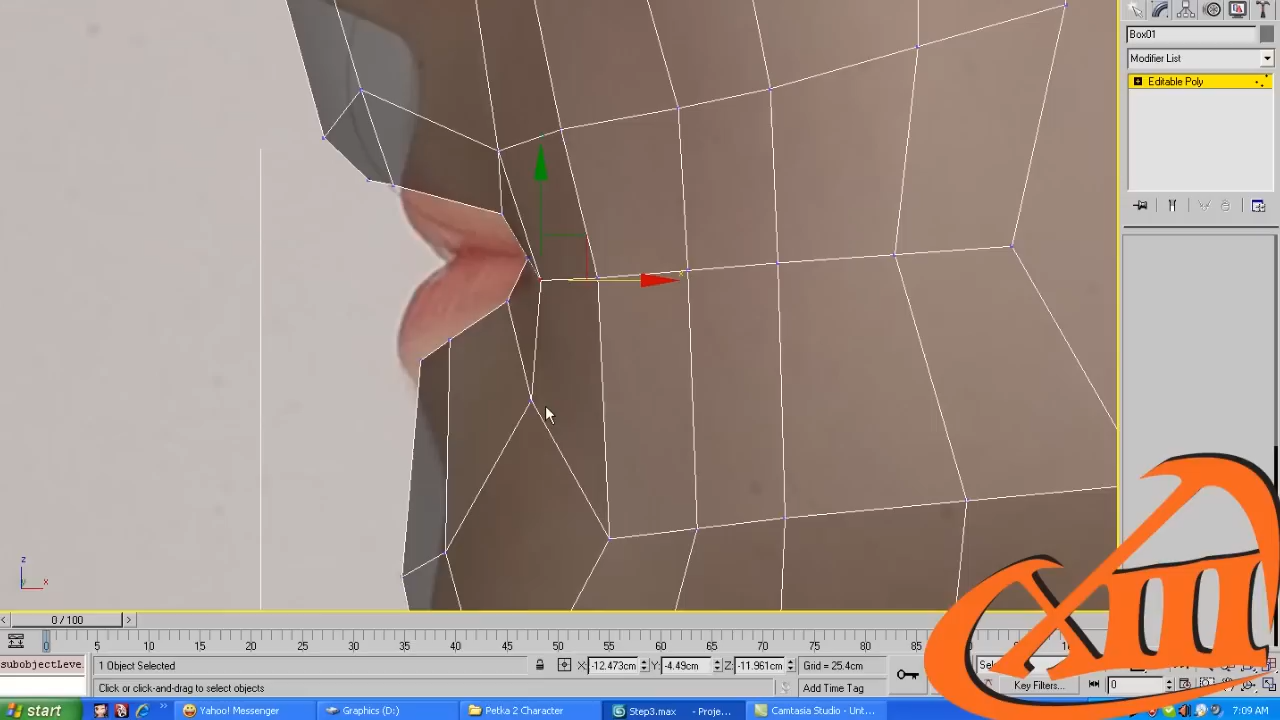 Box01
Modifier List
Editable Poly
z
y x
x
0 / 100
0 5 10 15 20 25 30 35 40 45 50 55 60 65 70 75 80 85
subobjectLeve
1 Object Selected
X: -12.473cm Y: -4.49cm Z: -11.961cm
Grid = 25.4cm
Click or click-and-drag to select objects
Add Time Tag
Key Filters...
0
XIII
start
Yahoo! Messenger
Graphics (D:)
Petka 2 Character
Step3.max - Proje...
Camtasia Studio - Unt...
7:09 AM